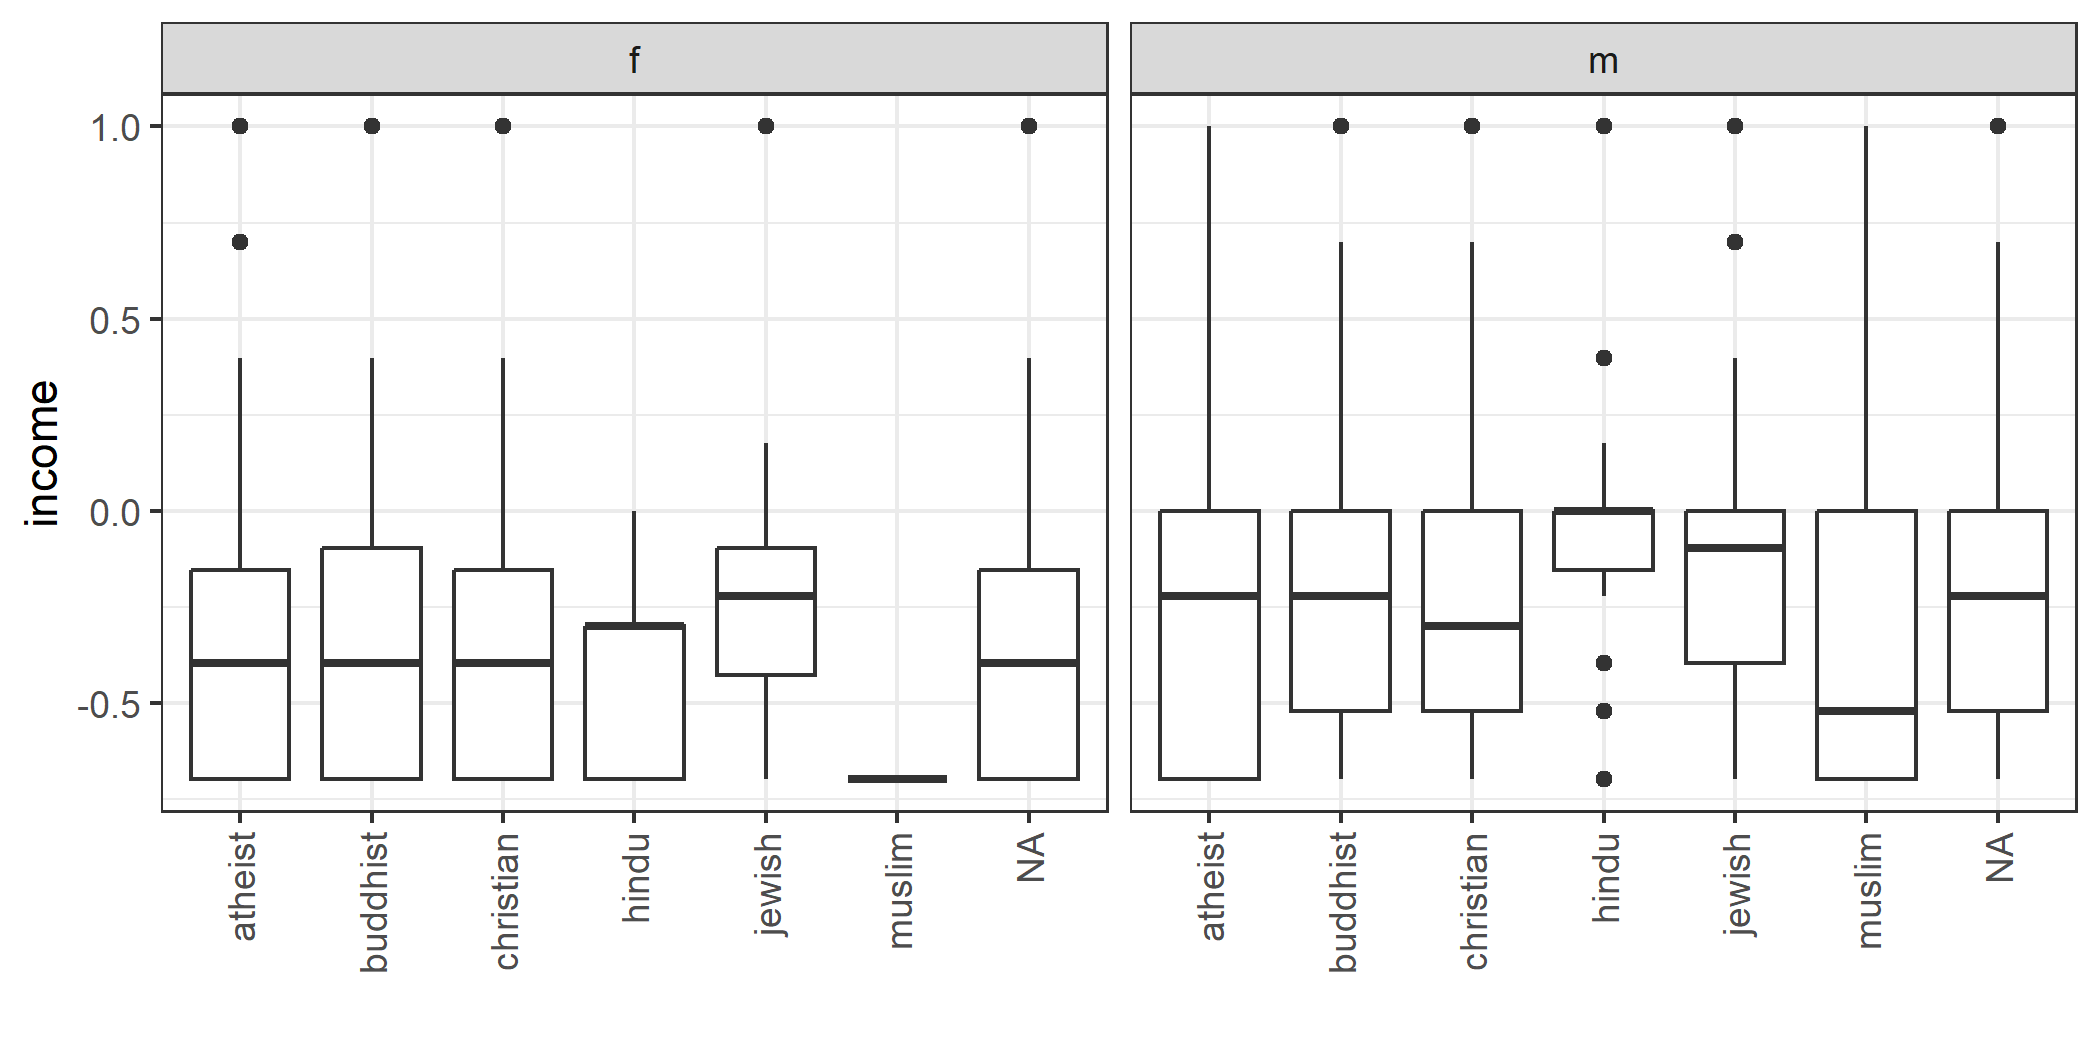 f
m
income
1.0
0.5
0.0
-0.5
atheist
buddhist
christian
hindu
jewish
muslim
NA
atheist
buddhist
christian
hindu
jewish
muslim
NA